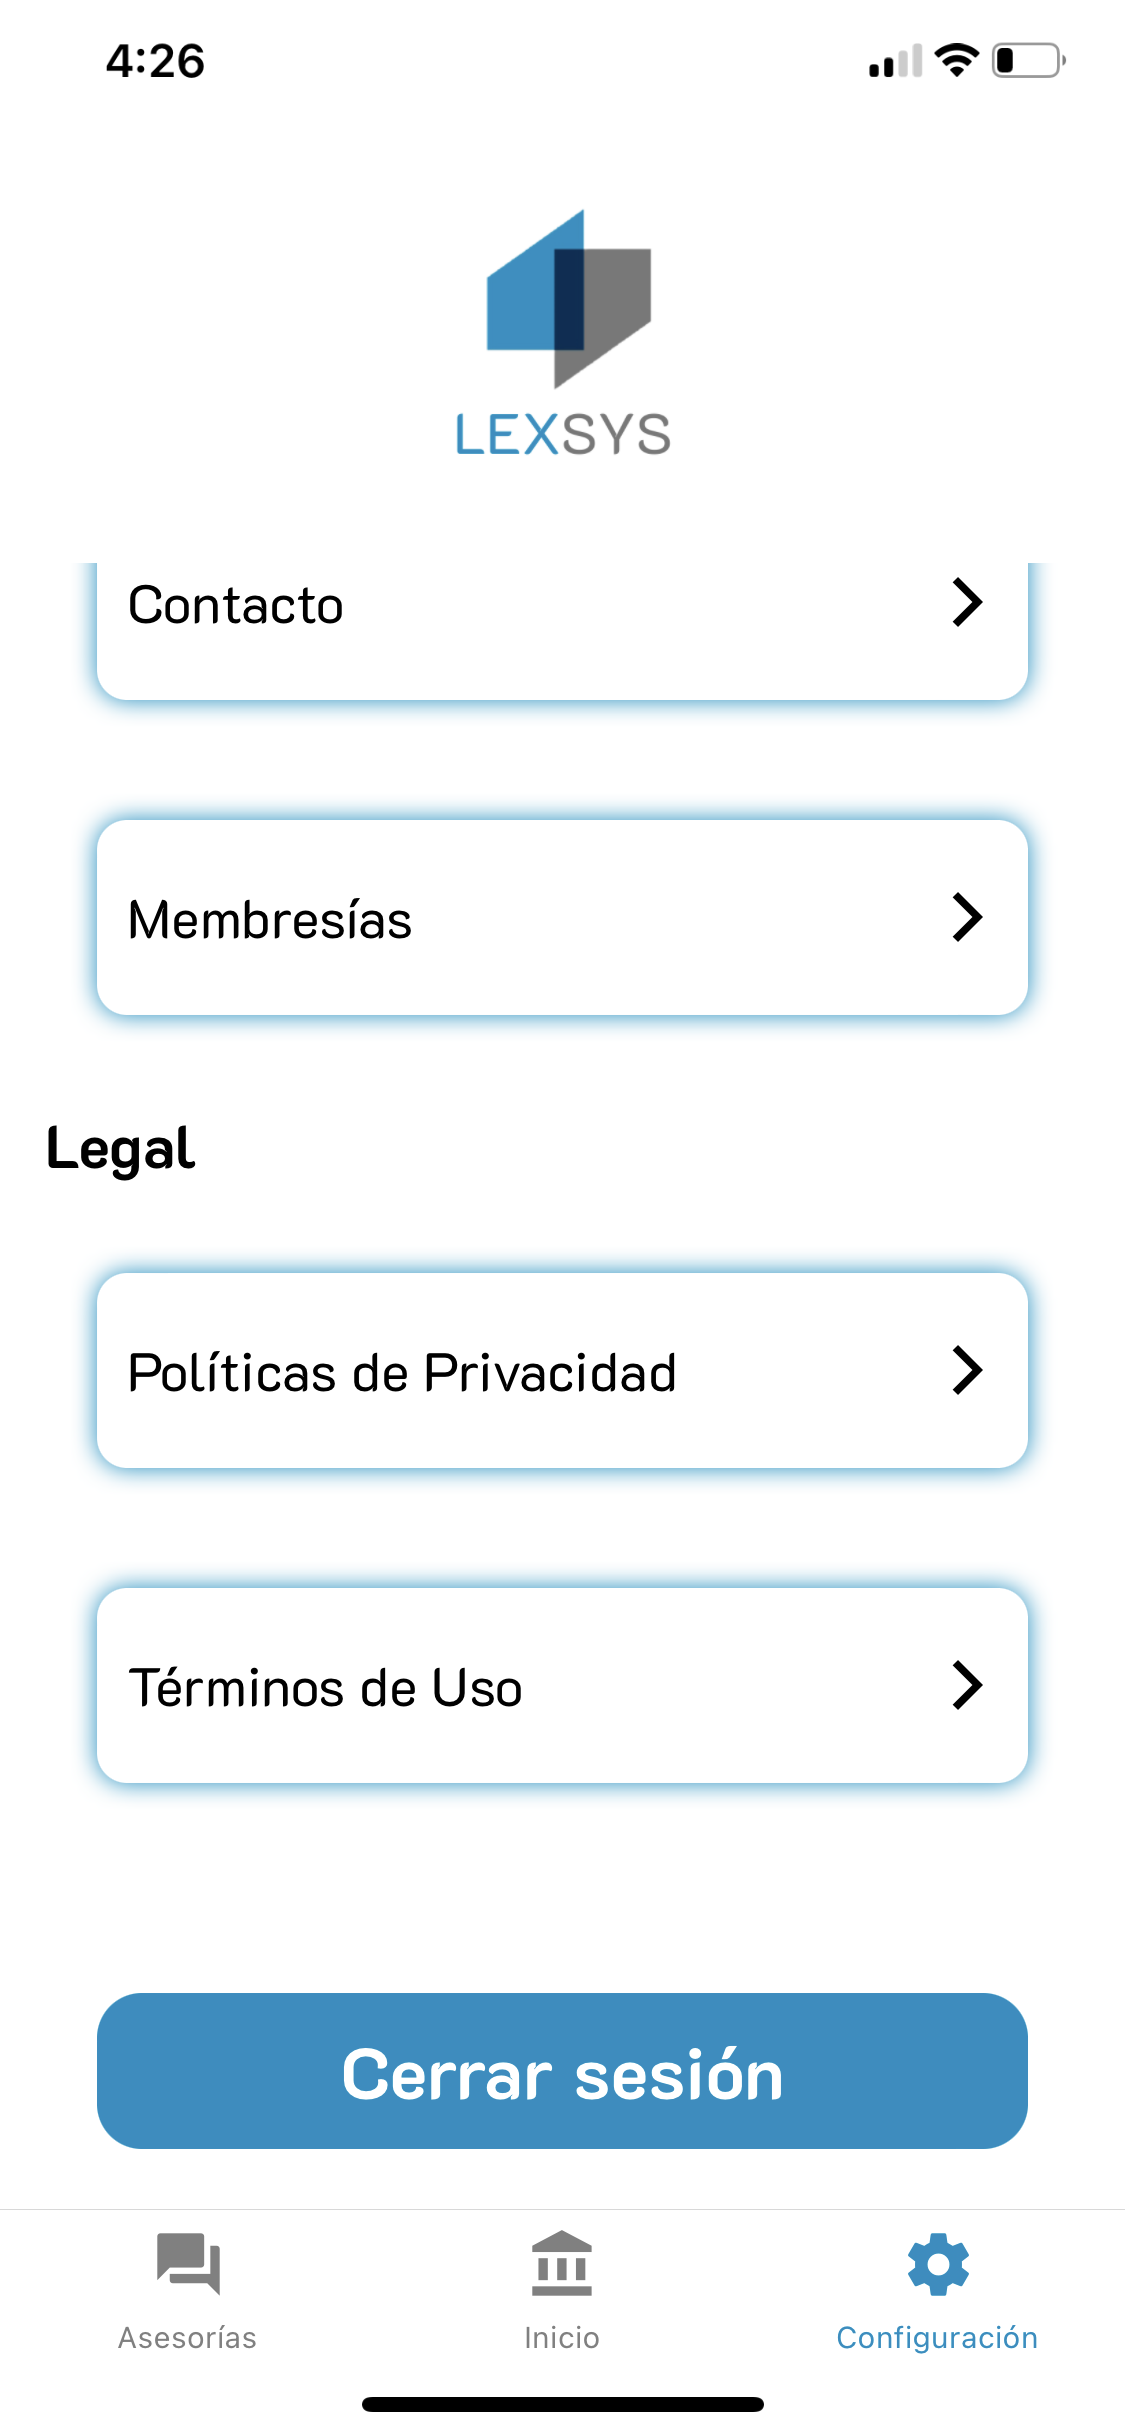 4:26
LEXSYS
Contacto
Membresías
Legal
Políticas de Privacidad
Términos de Uso
Cerrar sesión
Asesorías
Inicio
Configuración